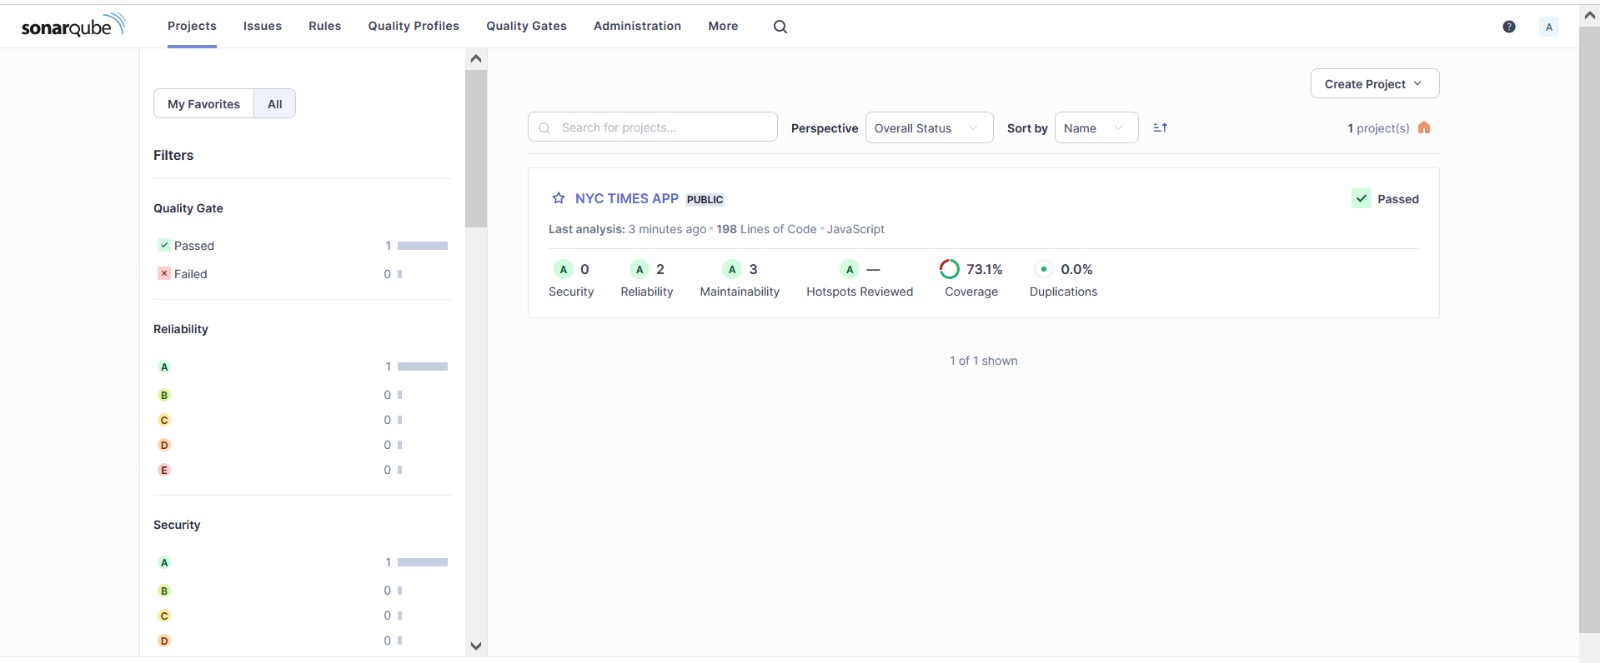 sonarqube Projects Issues Rules Quality Profiles Quality Gates Administration More ? A
My Favorites All
Filters
Quality Gate
Passed 1
Failed 0
Reliability
A 1
B 0
C 0
D 0
E 0
Security
A 1
B 0
C 0
D 0
Create Project
Search for projects... Perspective Overall Status Sort by Name 1 project(s)
NYC TIMES APP PUBLIC Passed
Last analysis: 3 minutes ago • 198 Lines of Code • JavaScript
A 0 A 2 A 3 A — 73.1% 0.0%
Security Reliability Maintainability Hotspots Reviewed Coverage Duplications
1 of 1 shown